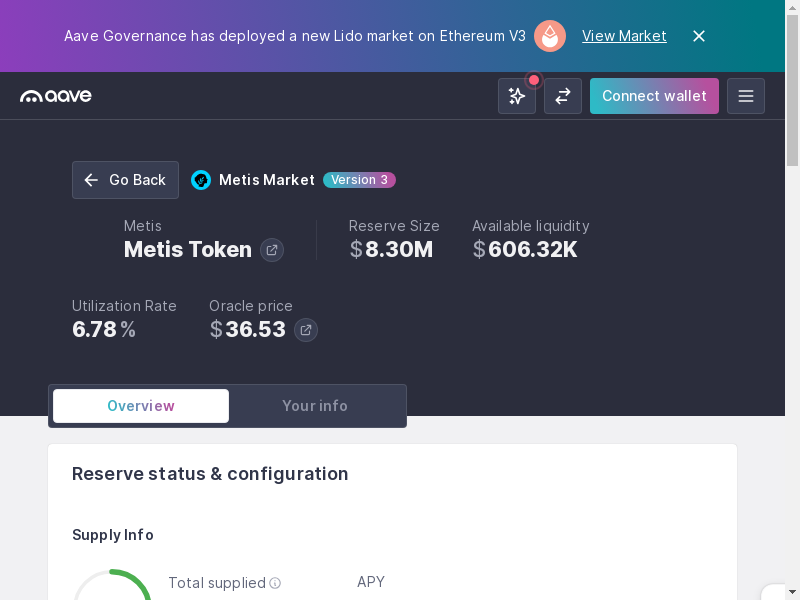 Aave Governance has deployed a new Lido market on Ethereum V3 View Market
aave
Connect wallet
Go Back Metis Market Version 3
Metis Reserve Size Available liquidity
Metis Token $8.30M $606.32K
Utilization Rate Oracle price
6.78% $36.53
Overview Your info
Reserve status & configuration
Supply Info
Total supplied APY